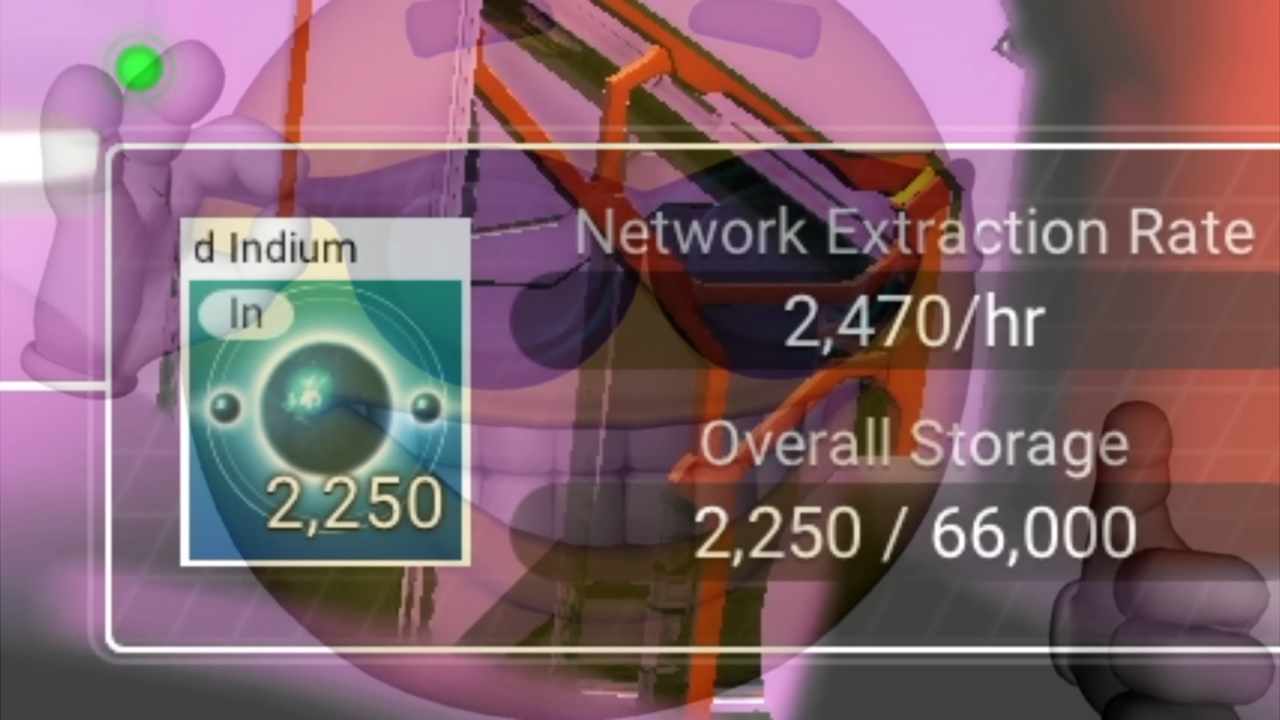 d Indium
In
2,250
Network Extraction Rate
2,470/hr
Overall Storage
2,250 / 66,000